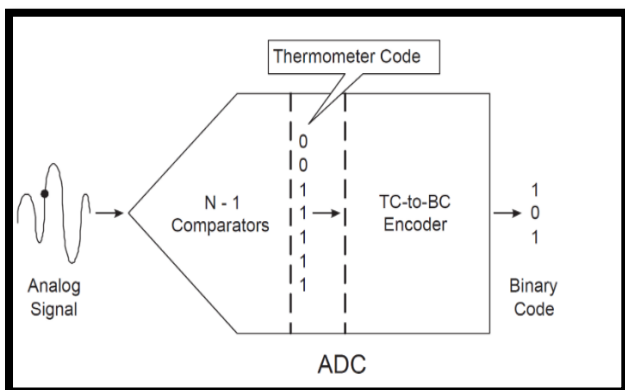 Thermometer Code
0
0
1
1
1
1
1
N - 1
Comparators
TC-to-BC
Encoder
1
0
1
Analog
Signal
Binary
Code
ADC